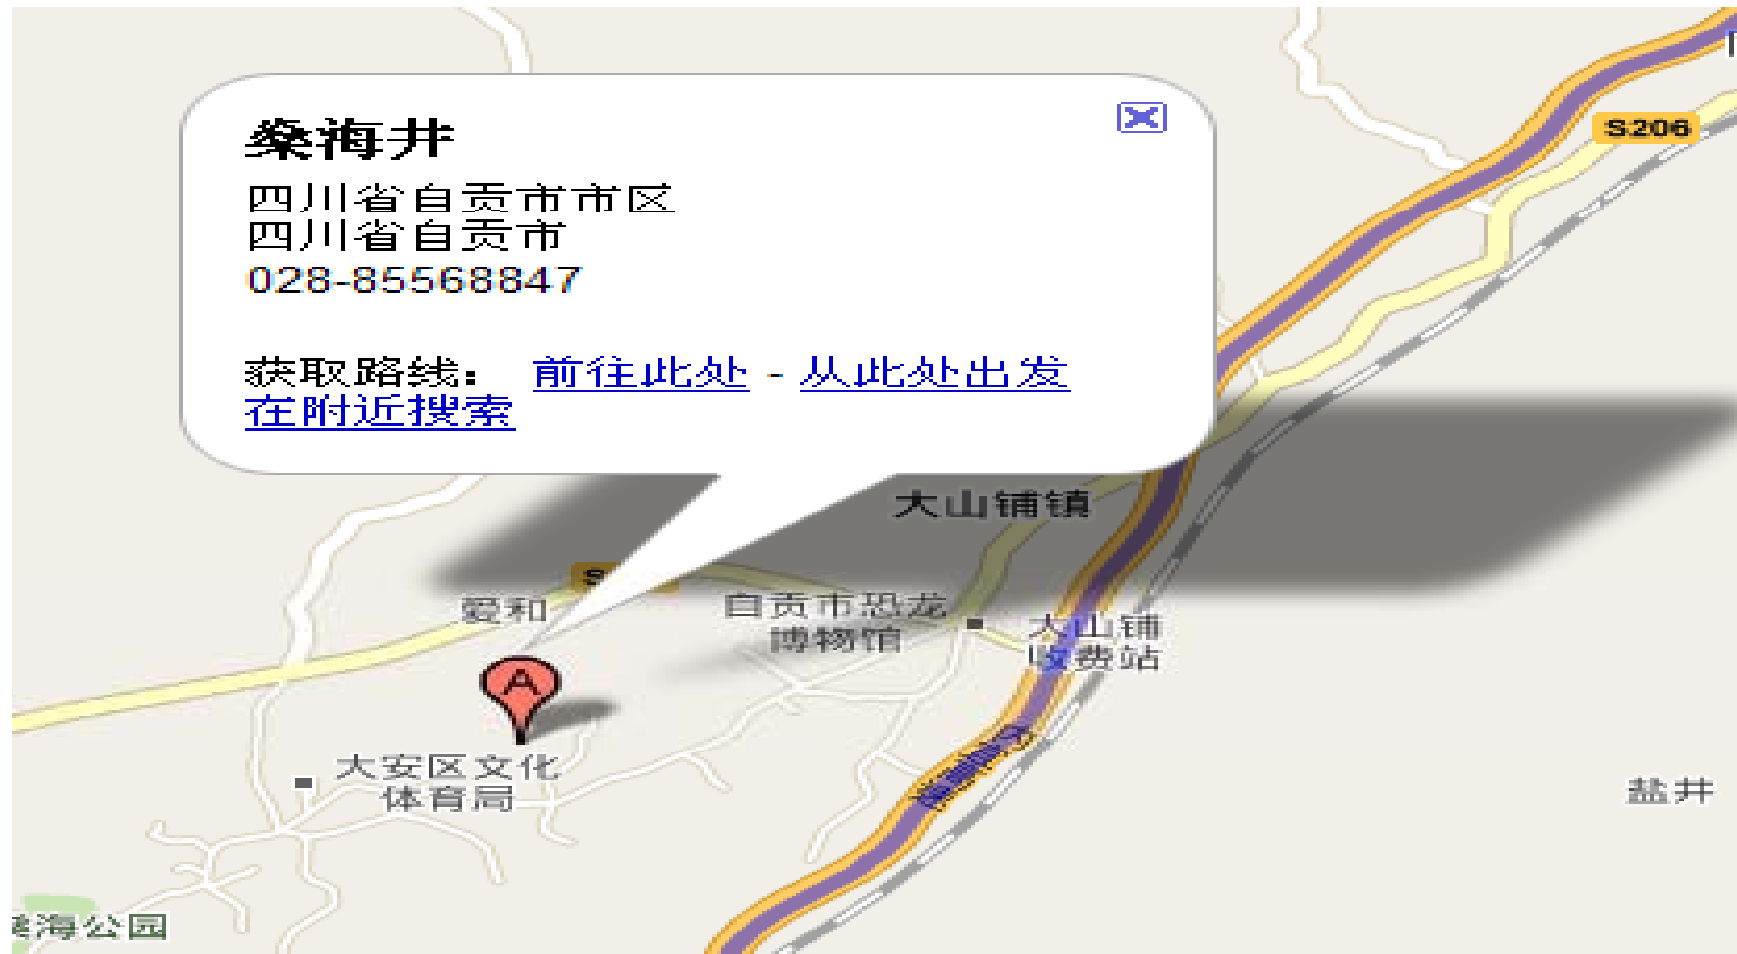 燊海井
四川省自贡市市区
四川省自贡市
028-85568847
获取路线： 前往此处 - 从此处出发
在附近搜索
S206
大山铺镇
爱和
自贡市恐龙
博物馆
大山铺
收费站
A
大安区文化
体育局
盐井
海公园